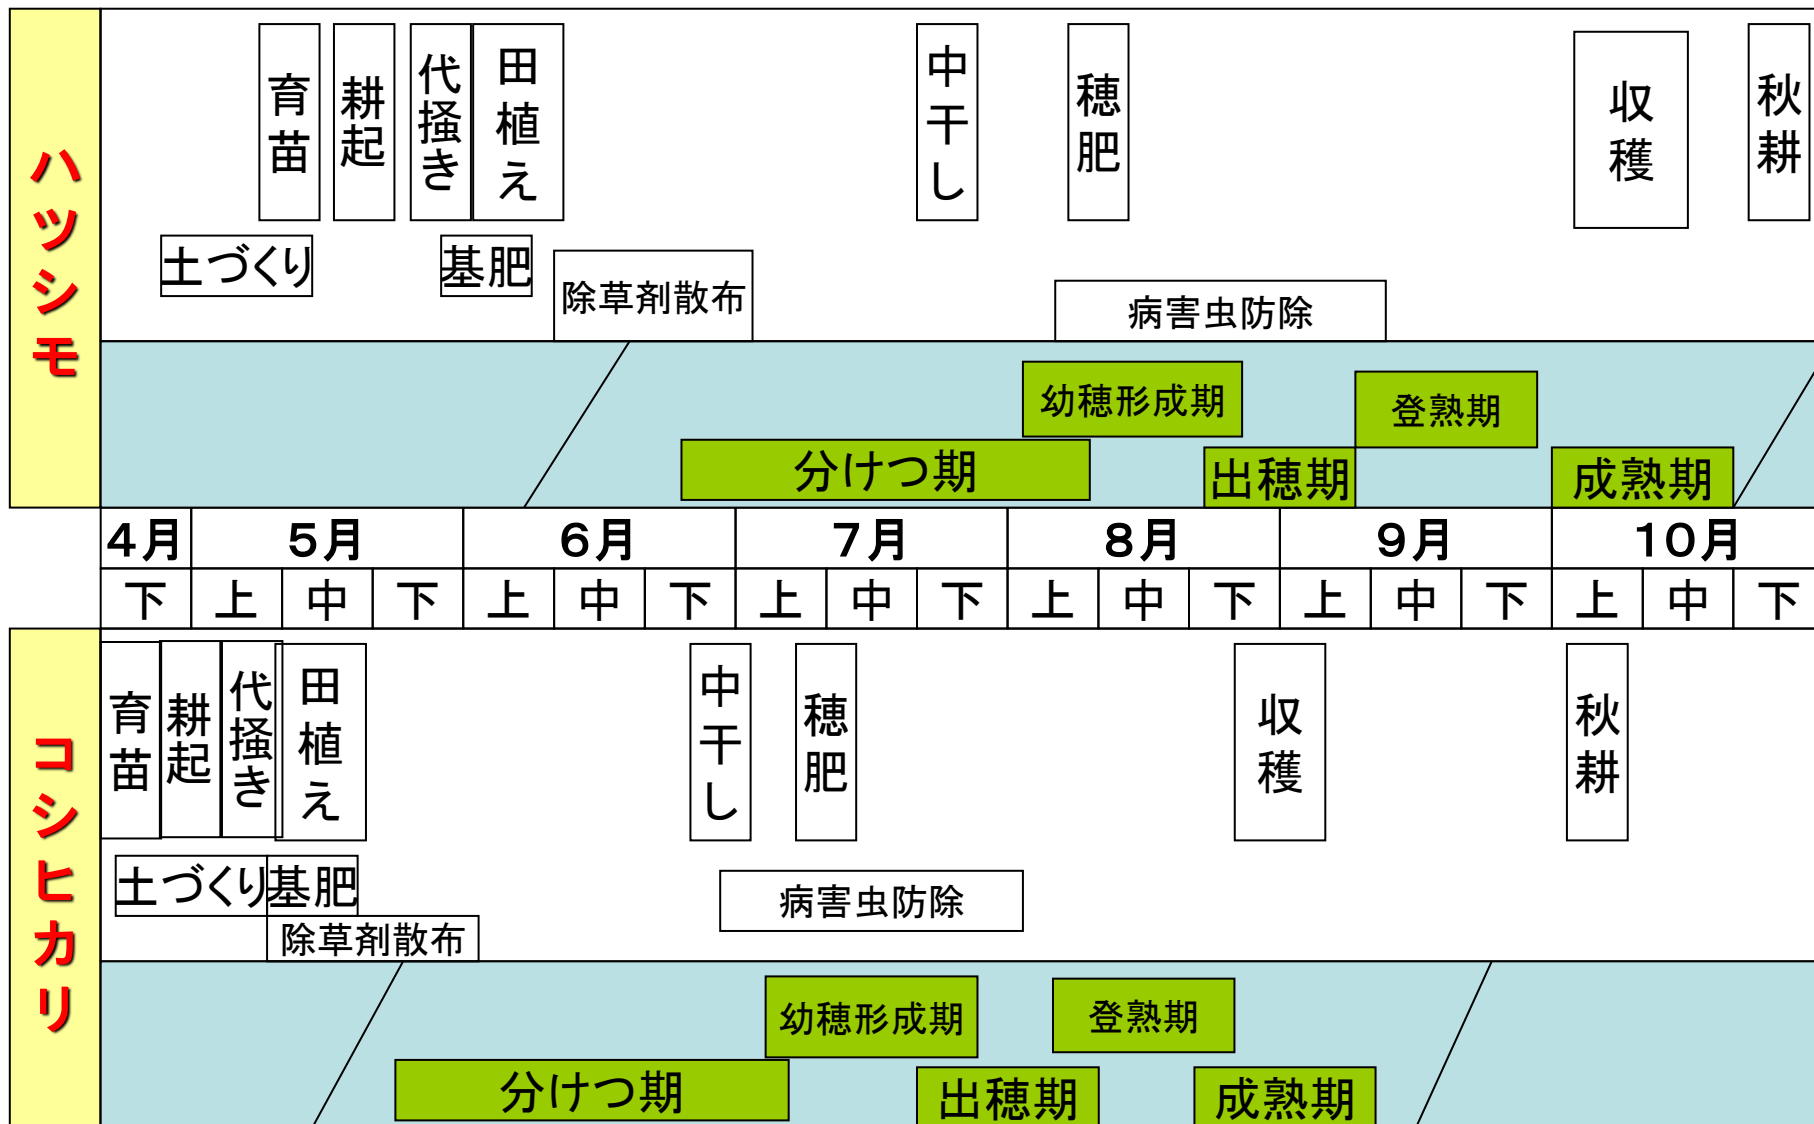 ハツシモ
育苗
耕起
代掻き
田植え
中干し
穂肥
収穫
秋耕
土づくり
基肥
除草剤散布
病害虫防除
幼穂形成期
登熟期
分けつ期
出穂期
成熟期
4月 5月 6月 7月 8月 9月 10月
下 上 中 下 上 中 下 上 中 下 上 中 下 上 中 下 上 中 下
コシヒカリ
育苗
耕起
代掻き
田植え
中干し
穂肥
収穫
秋耕
土づくり
基肥
病害虫防除
除草剤散布
幼穂形成期
登熟期
分けつ期
出穂期
成熟期